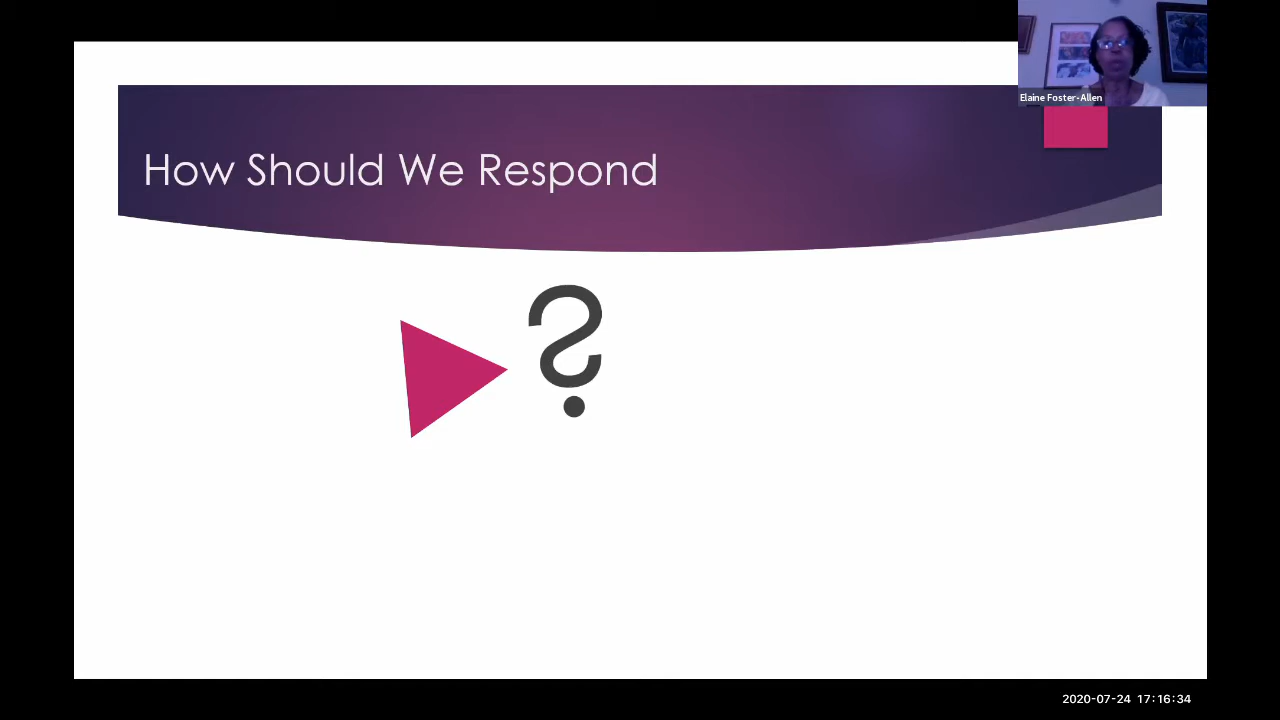 Elaine Foster-Allen
How Should We Respond
?
2020-07-24 17:16:34